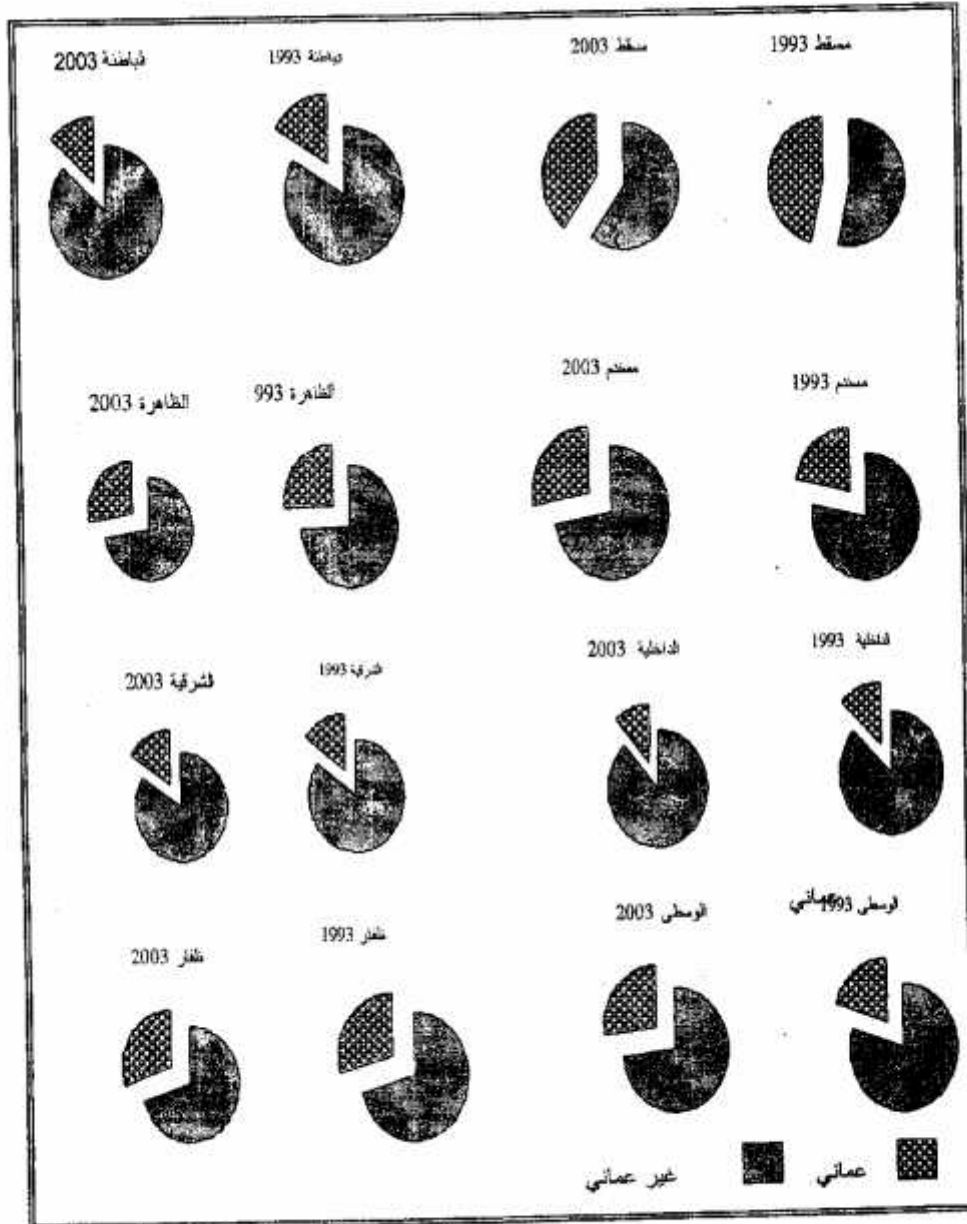 مسقط 1993
مسقط 2003
الباطنة 1993
الباطنة 2003
مسندم 1993
مسندم 2003
الظاهرة 993
الظاهرة 2003
الداخلية 1993
الداخلية 2003
الشرقية 1993
الشرقية 2003
الوسطى 1993
عماني
الوسطى 2003
ظفار 1993
ظفار 2003
عماني
غير عماني